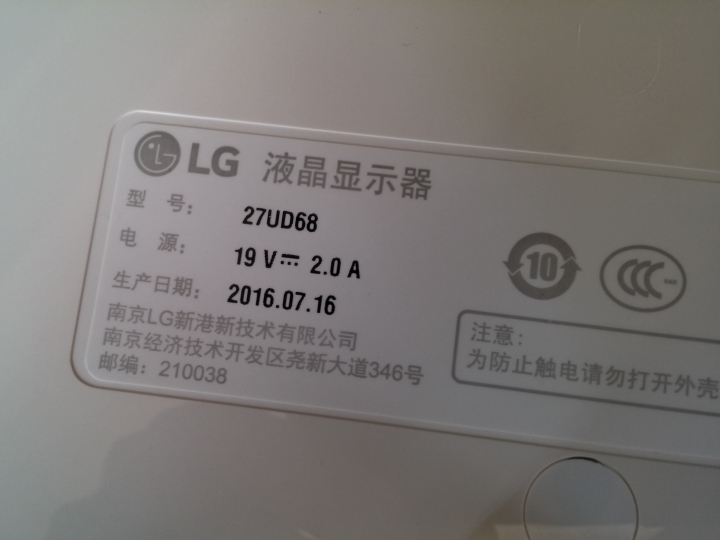 LG 液晶显示器
型 号: 27UD68
电 源: 19 V⎓ 2.0 A
生产日期: 2016.07.16
南京LG新港新技术有限公司
南京经济技术开发区尧新大道346号
邮编: 210038
10
CCC
注意:
为防止触电请勿打开外壳